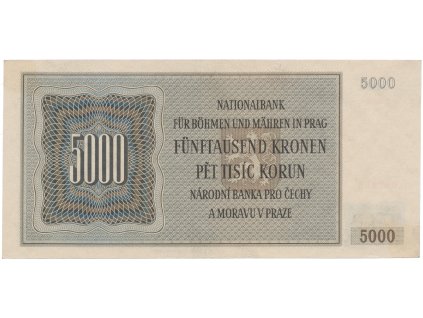 5000
NATIONALBANK
FÜR BÖHMEN UND MÄHREN IN PRAG
FÜNFTAUSEND KRONEN
PĚT TISÍC KORUN
NÁRODNÍ BANKA PRO ČECHY
A MORAVU V PRAZE
5000
5000